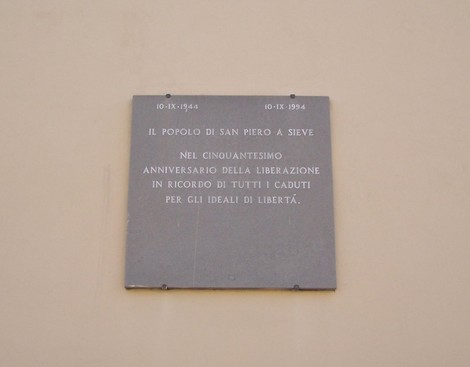 10·IX·1944 10·IX·1994
IL POPOLO DI SAN PIERO A SIEVE
NEL CINQUANTESIMO
ANNIVERSARIO DELLA LIBERAZIONE
IN RICORDO DI TUTTI I CADUTI
PER GLI IDEALI DI LIBERTÁ.